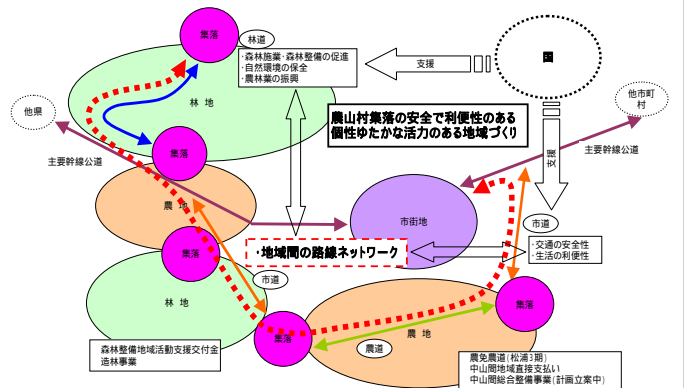 集落
林道
・森林施業・森林整備の促進
・自然環境の保全
・農林業の振興
支援
国
林 地
他県
他市町
村
農山村集落の安全で利便性のある
個性ゆたかな活力のある地域づくり
主要幹線公道
集落
主要幹線公道
支援
農 地
市街地
市道
集落
・地域間の路線ネットワーク
・交通の安全性
・生活の利便性
市道
林 地
集落
農 地
集落
農道
森林整備地域活動支援交付金
造林事業
農免農道(松浦3期)
中山間地域直接支払い
中山間総合整備事業(計画立案中)